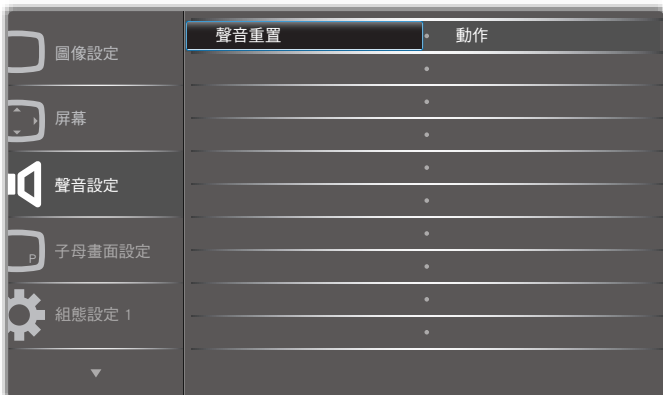 圖像設定
屏幕
聲音設定
P
子母畫面設定
組態設定 1
聲音重置 動作